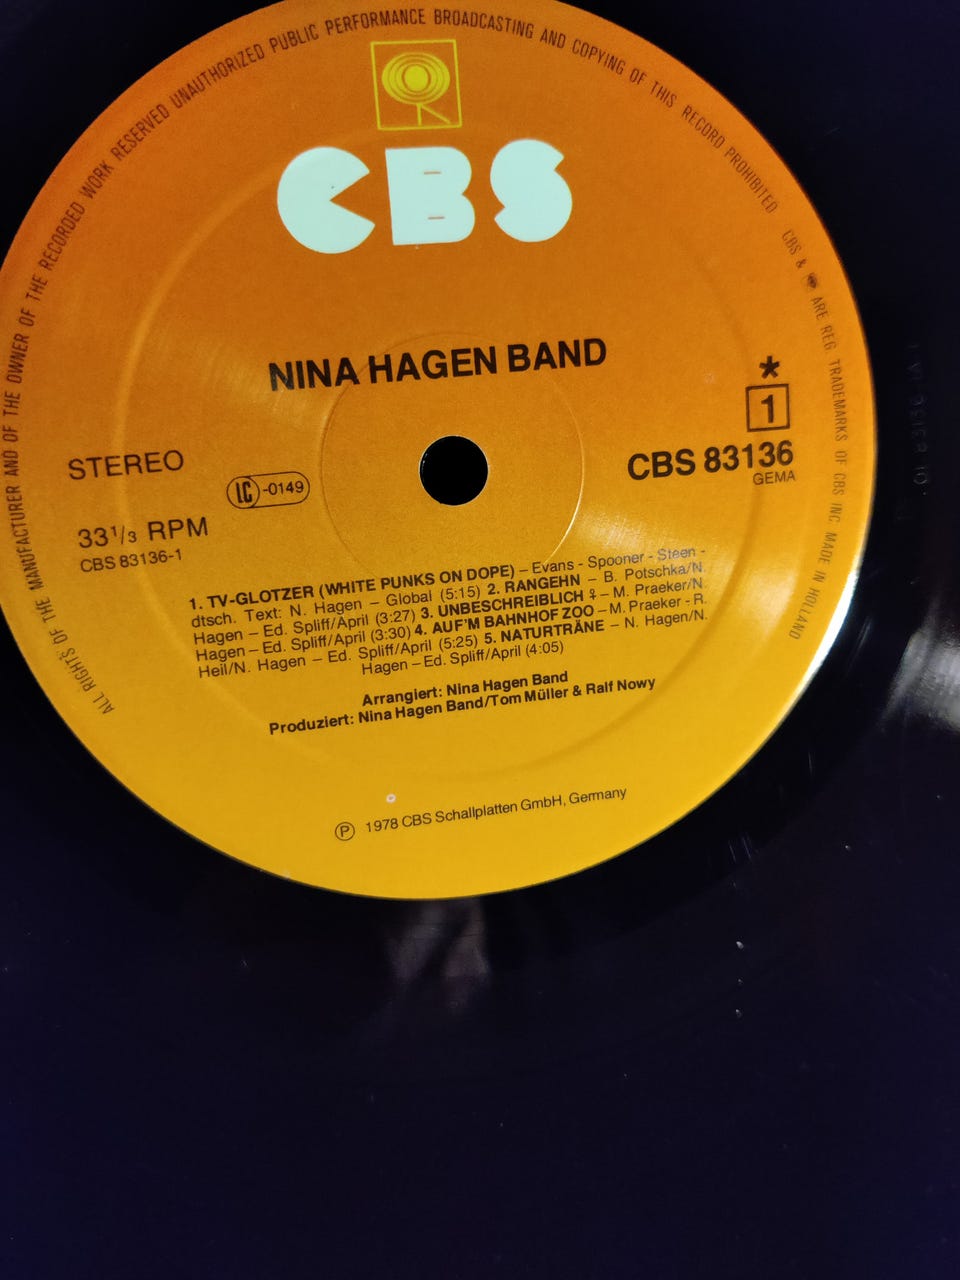 ALL RIGHTS OF THE MANUFACTURER AND OF THE OWNER OF THE RECORDED WORK RESERVED UNAUTHORIZED PUBLIC PERFORMANCE BROADCASTING AND COPYING OF THIS RECORD PROHIBITED
CBS & ARE REG. TRADEMARKS OF CBS INC. MADE IN HOLLAND
CBS
NINA HAGEN BAND
*
1
STEREO
LC -0149
CBS 83136
GEMA
33 1/3 RPM
CBS 83136-1
1. TV-GLOTZER (WHITE PUNKS ON DOPE) – Evans - Spooner - Steen -
dtsch. Text: N. Hagen – Global (5:15) 2. RANGEHN – B. Potschka/N.
Hagen – Ed. Spliff/April (3:27) 3. UNBESCHREIBLICH ♀ – M. Praeker/N.
Hagen – Ed. Spliff/April (3:30) 4. AUF'M BAHNHOF ZOO – M. Praeker - R.
Heil/N. Hagen – Ed. Spliff/April (5:25) 5. NATURTRÄNE – N. Hagen/N.
Hagen – Ed. Spliff/April (4:05)
Arrangiert: Nina Hagen Band
Produziert: Nina Hagen Band/Tom Müller & Ralf Nowy
Ⓟ 1978 CBS Schallplatten GmbH, Germany